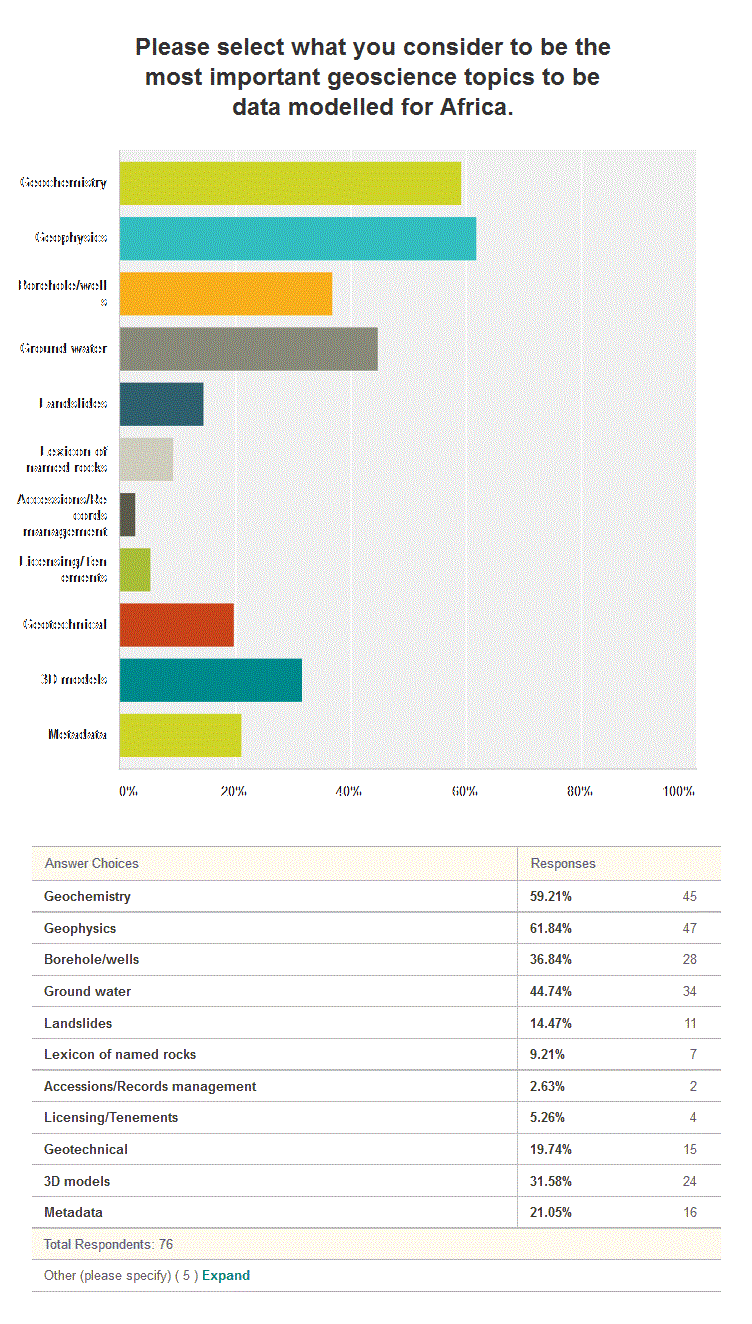 Please select what you consider to be the
most important geoscience topics to be
data modelled for Africa.
Geochemistry
Geophysics
Borehole/well
s
Ground water
Landslides
Lexicon of
named rocks
Accessions/Re
cords
management
Licensing/Ten
ements
Geotechnical
3D models
Metadata
0% 20% 40% 60% 80% 100%
Answer Choices Responses
Geochemistry 59.21% 45
Geophysics 61.84% 47
Borehole/wells 36.84% 28
Ground water 44.74% 34
Landslides 14.47% 11
Lexicon of named rocks 9.21% 7
Accessions/Records management 2.63% 2
Licensing/Tenements 5.26% 4
Geotechnical 19.74% 15
3D models 31.58% 24
Metadata 21.05% 16
Total Respondents: 76
Other (please specify) ( 5 ) Expand